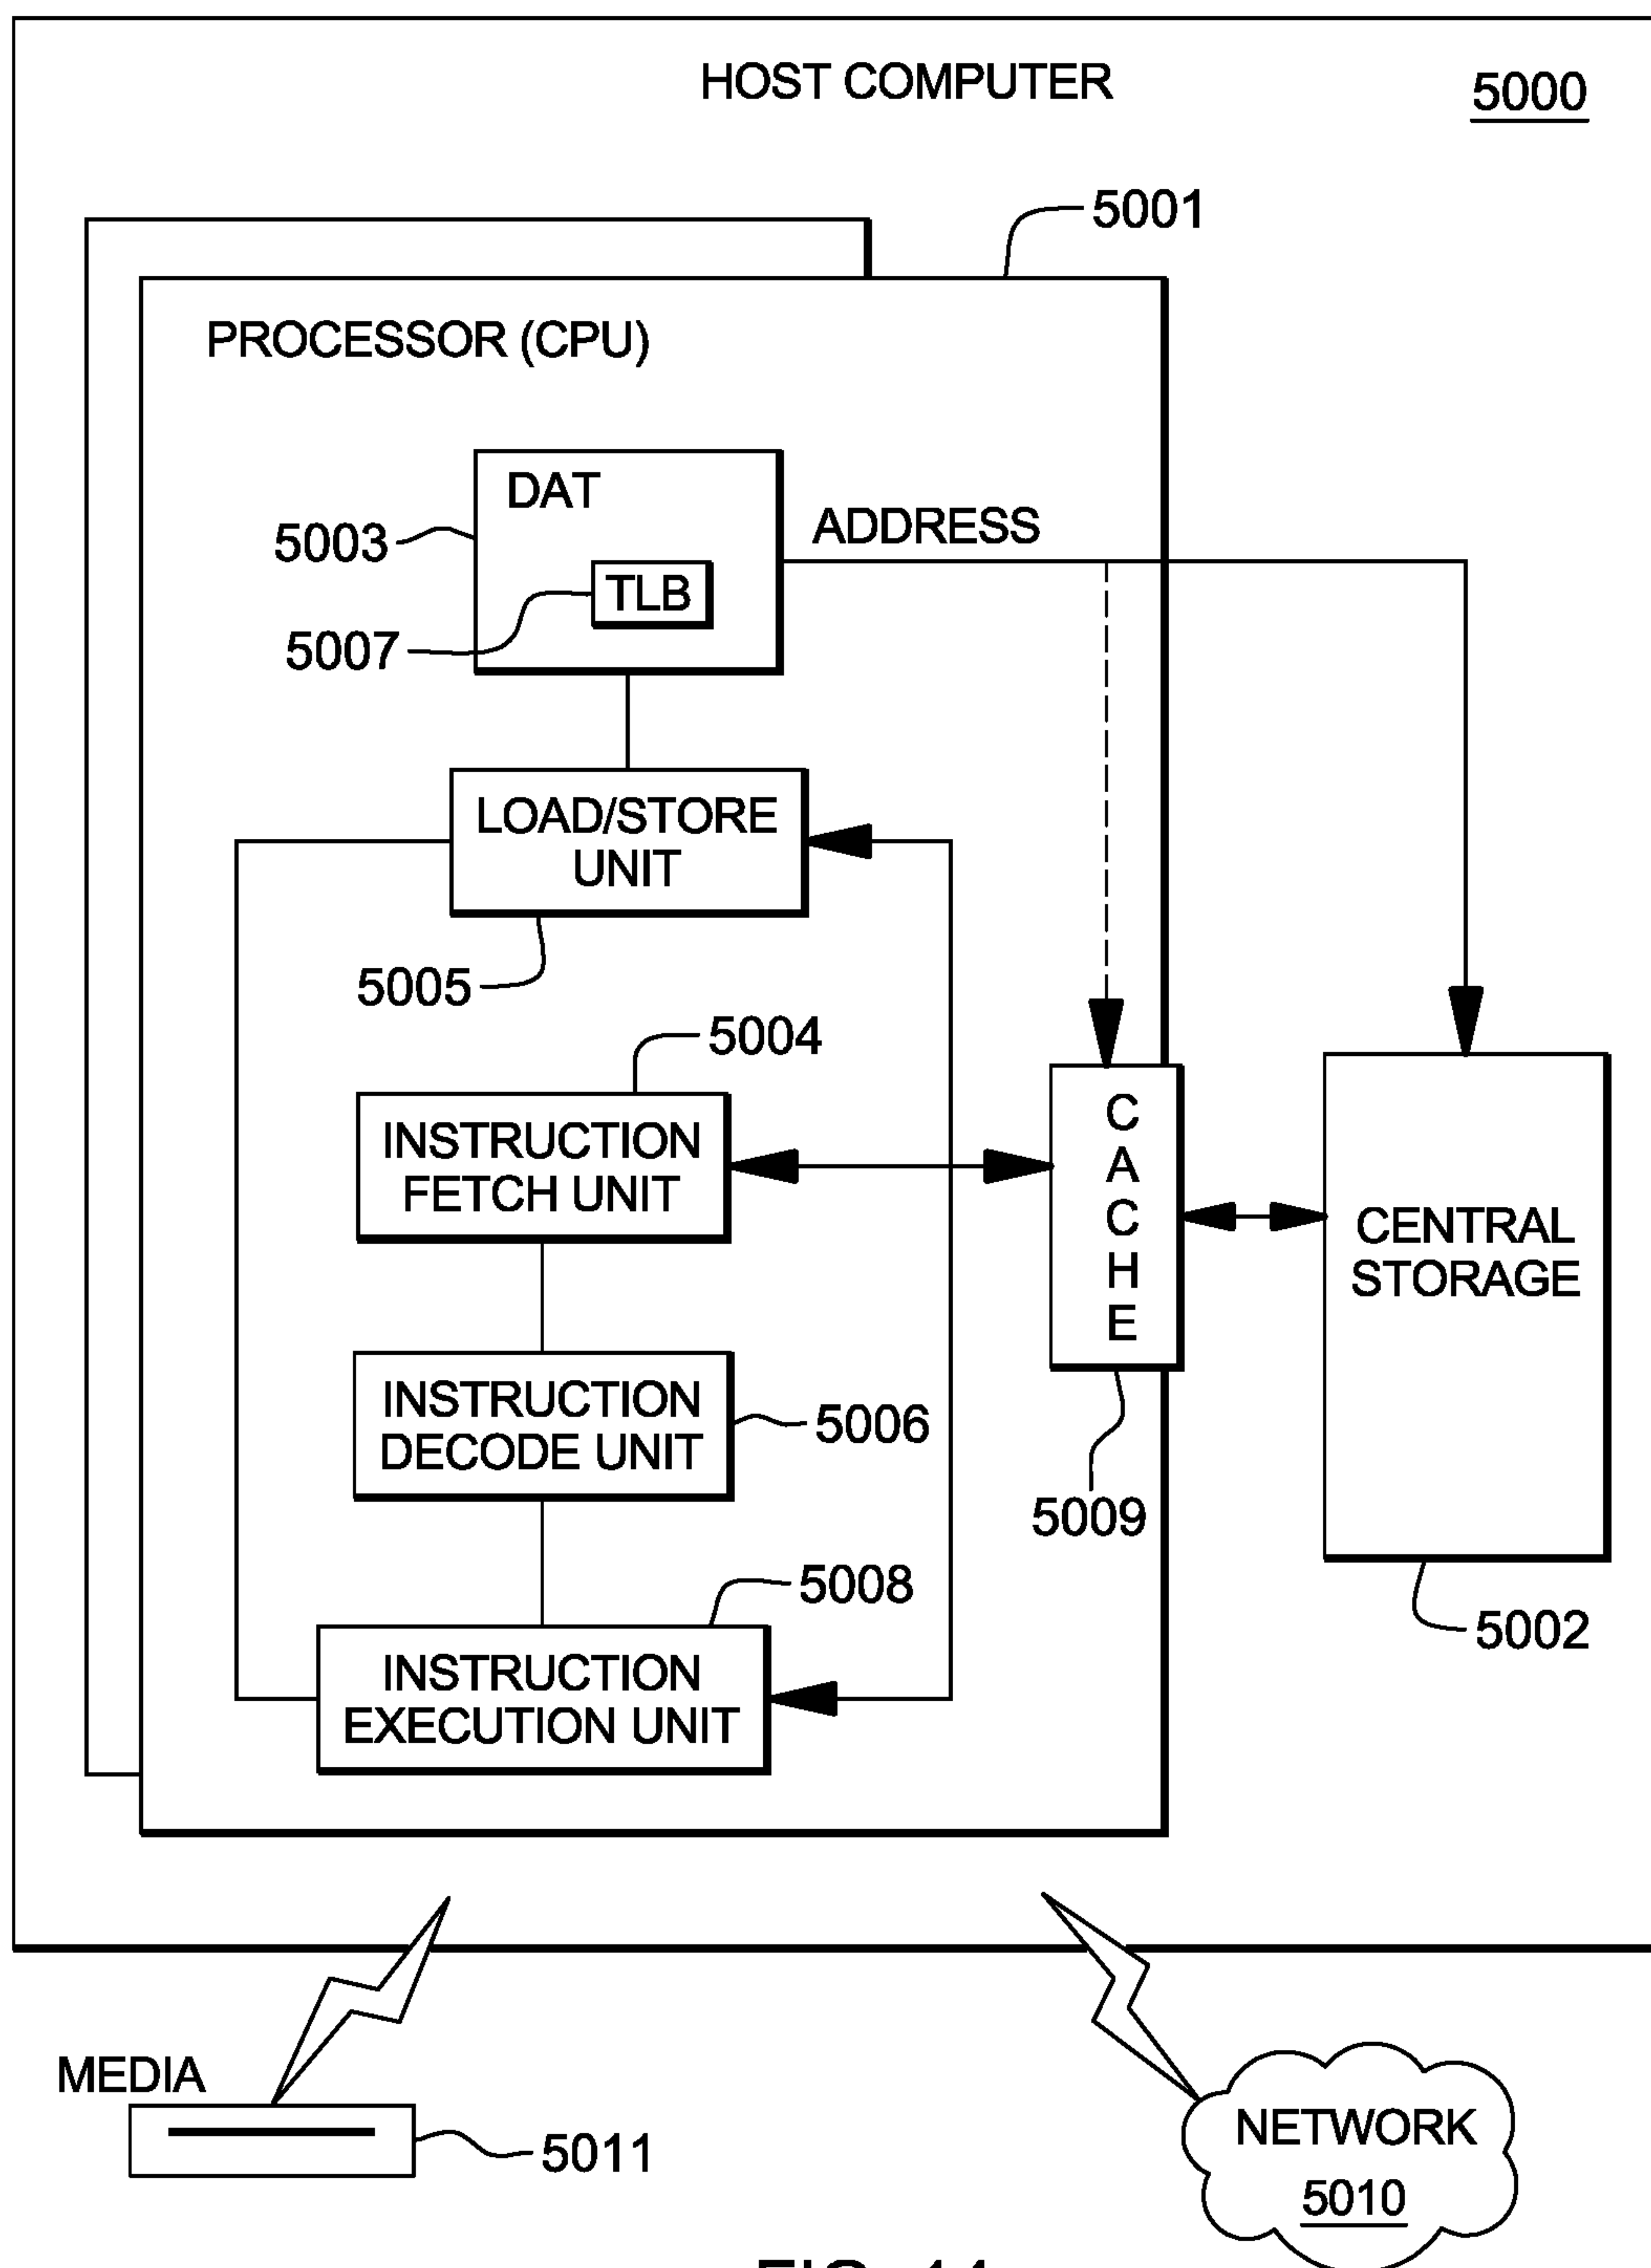 HOST COMPUTER
5000
5001
PROCESSOR (CPU)
DAT
ADDRESS
5003
TLB
5007
LOAD/STORE
UNIT
5005
5004
INSTRUCTION
FETCH UNIT
CACHE
CENTRAL
STORAGE
INSTRUCTION
DECODE UNIT
5006
5009
5008
5002
INSTRUCTION
EXECUTION UNIT
MEDIA
5011
NETWORK
5010